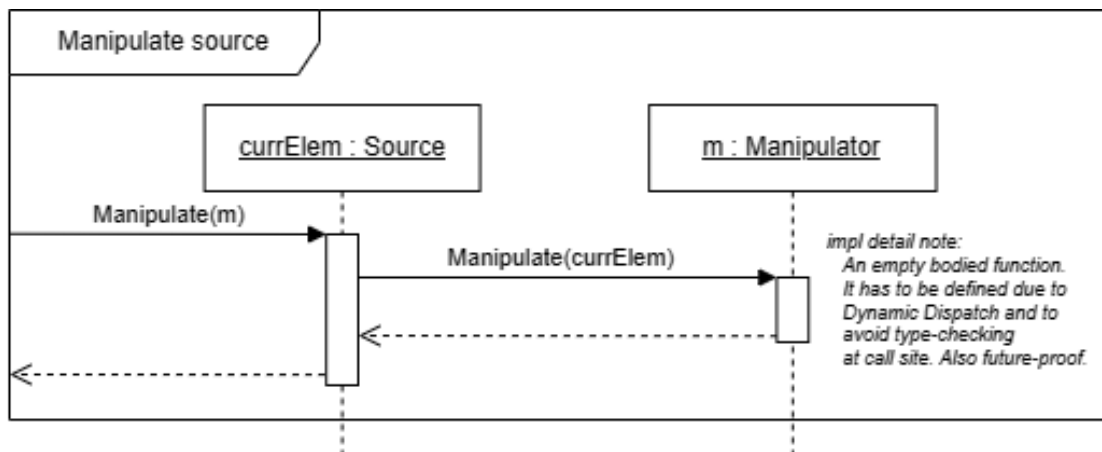 Manipulate source
currElem : Source
m : Manipulator
Manipulate(m)
Manipulate(currElem)
impl detail note:
An empty bodied function.
It has to be defined due to
Dynamic Dispatch and to
avoid type-checking
at call site. Also future-proof.